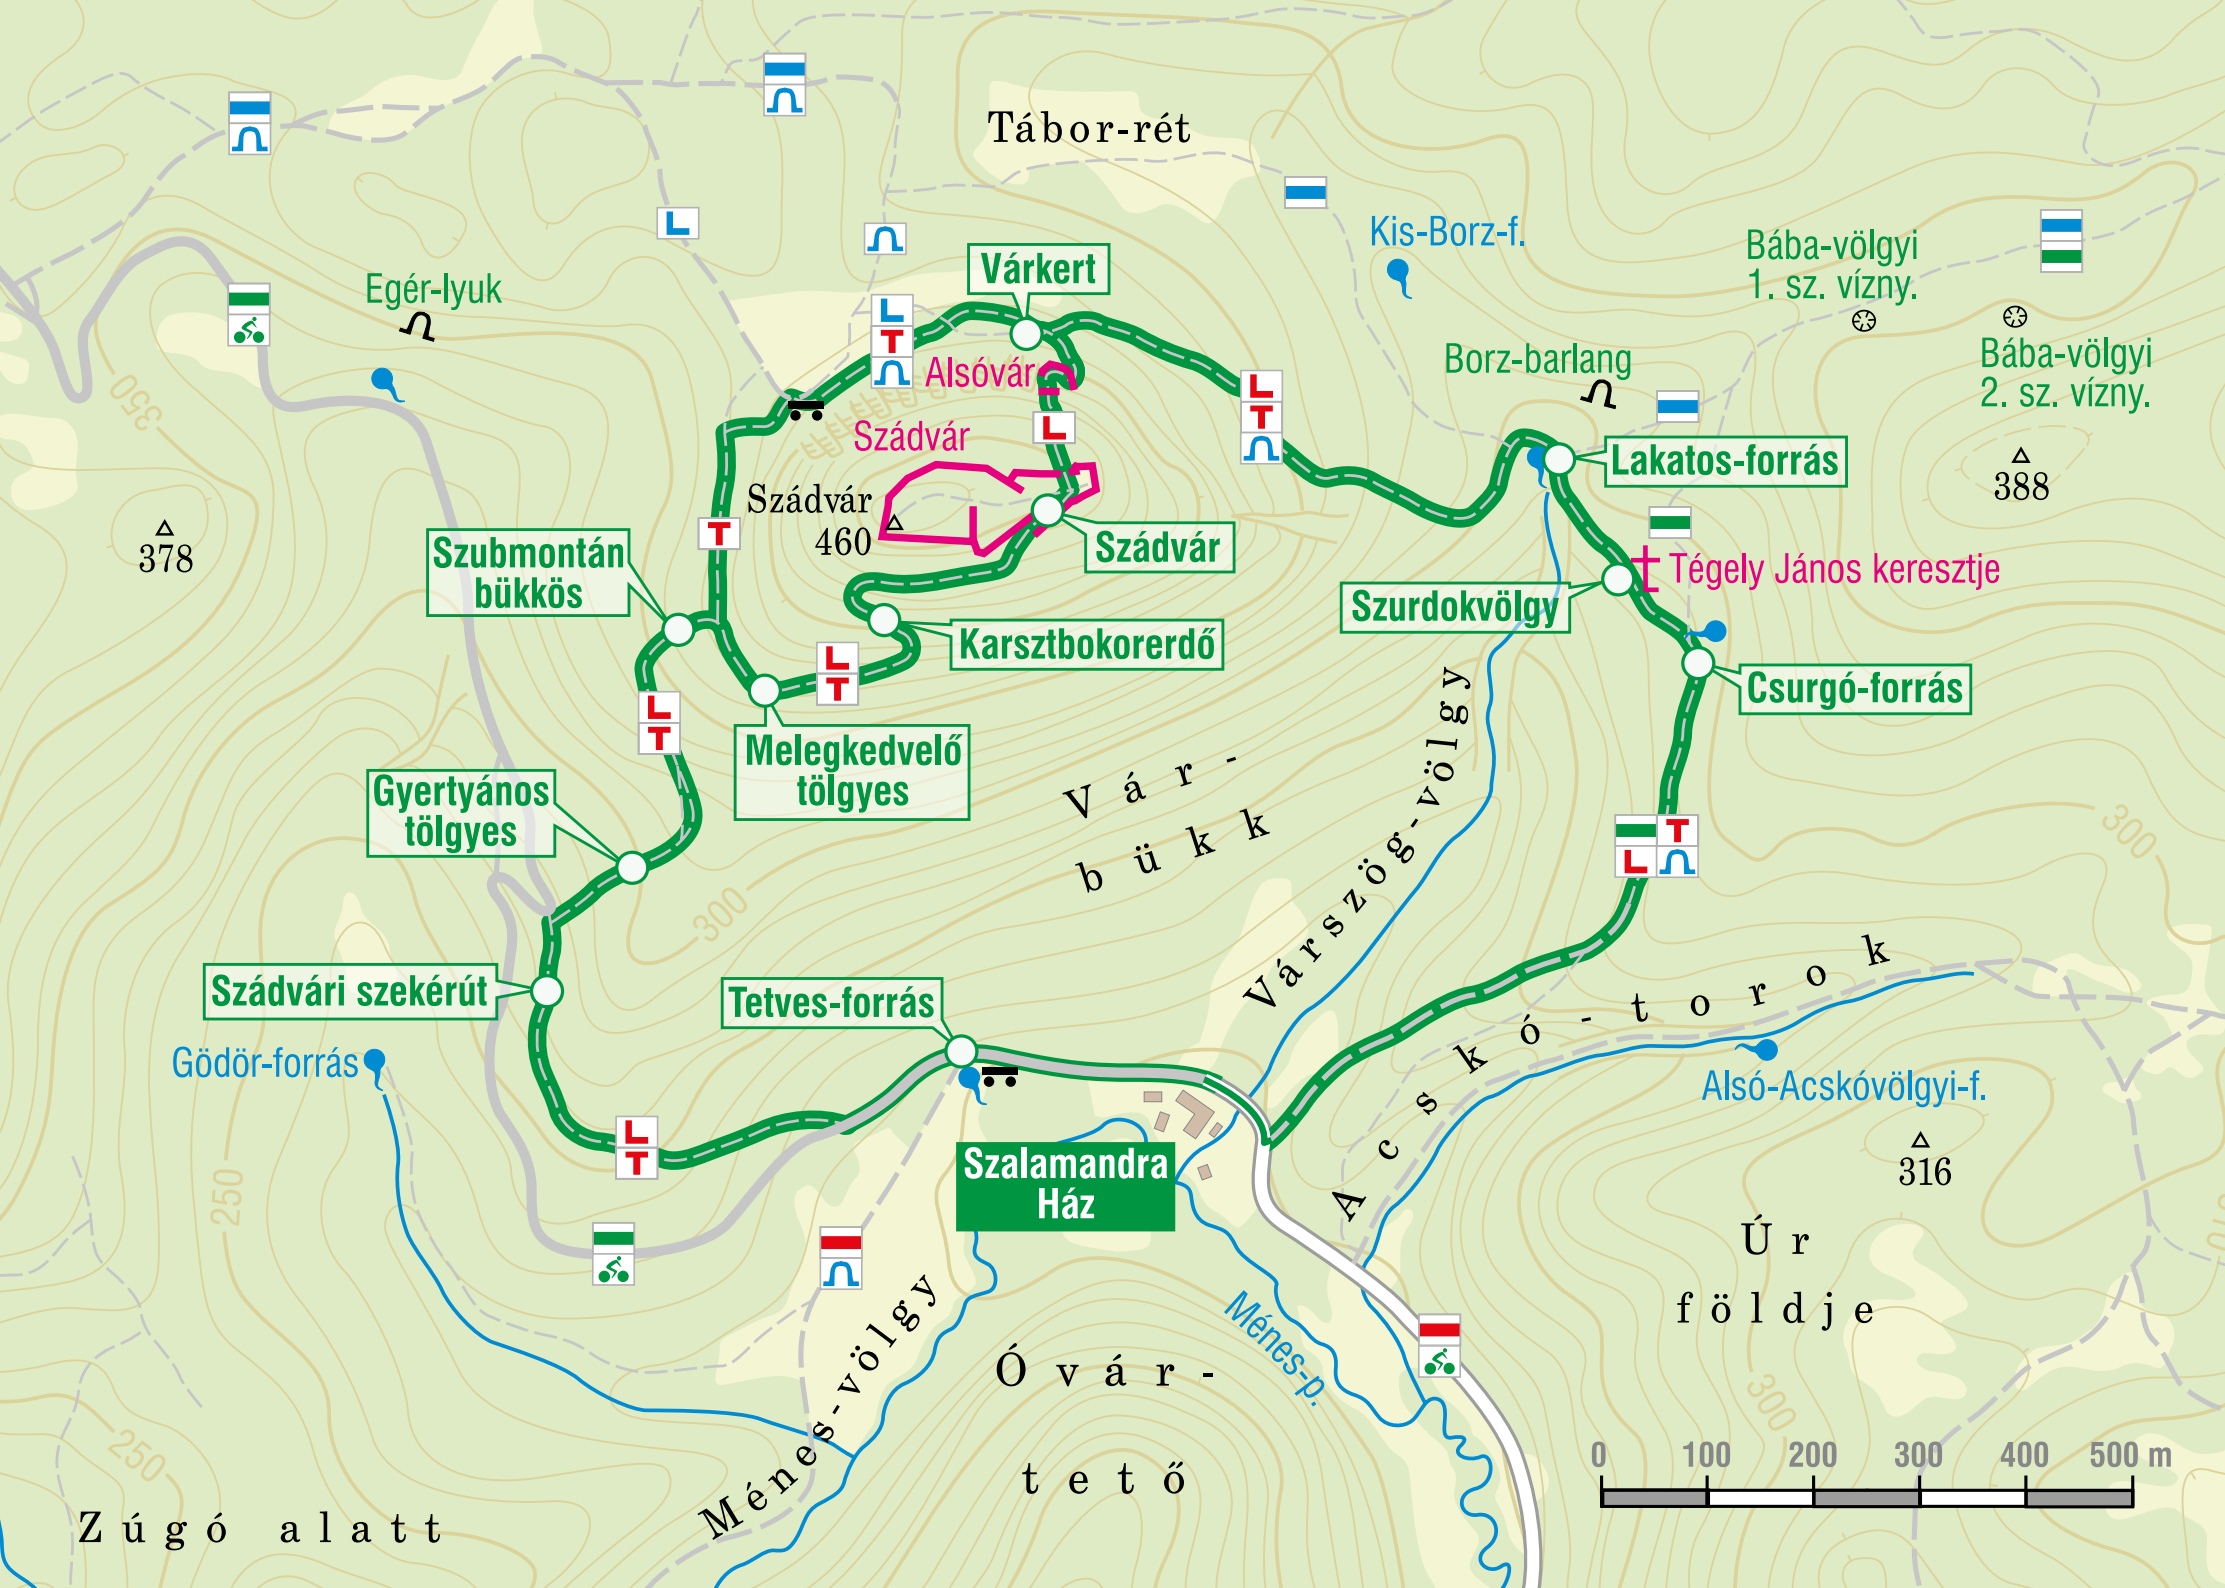 Tábor-rét
L
Kis-Borz-f.
Bába-völgyi
1. sz. vízny.
Várkert
Egér-lyuk
L
T
Bába-völgyi
2. sz. vízny.
Borz-barlang
Alsóvár
L
T
350
L
Szádvár
Lakatos-forrás
388
Szádvár
460
T
378
Szubmontán
bükkös
Szádvár
Tégely János keresztje
Szurdokvölgy
Karsztbokorerdő
L
T
Csurgó-forrás
L
T
Melegkedvelő
tölgyes
Gyertyános
tölgyes
Vár-
bükk
Várszög-völgy
T
L
300
300
Szádvári szekérút
Tetves-forrás
Acskó-torok
Gödör-forrás
Alsó-Acskóvölgyi-f.
L
T
Szalamandra
Ház
316
250
310
Úr
földje
Ménes-völgy
Ménes-p.
Óvár-
tető
300
250
Zúgó alatt
0 100 200 300 400 500 m